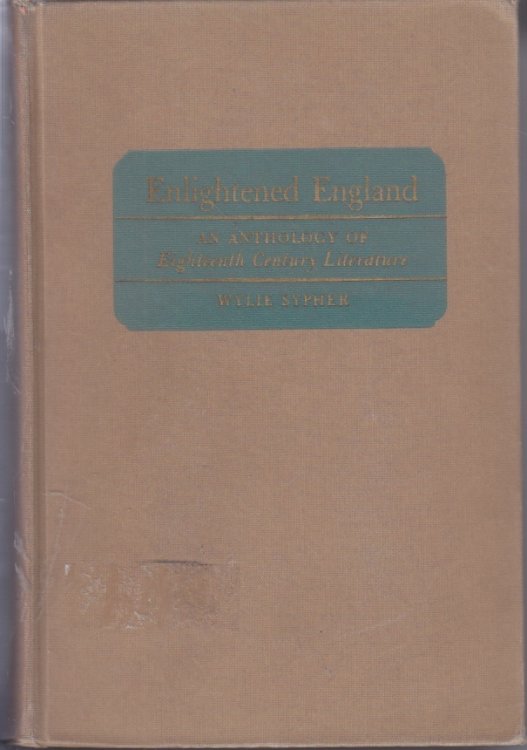 Enlightened England
AN ANTHOLOGY OF
Eighteenth Century Literature
WYLIE SYPHER